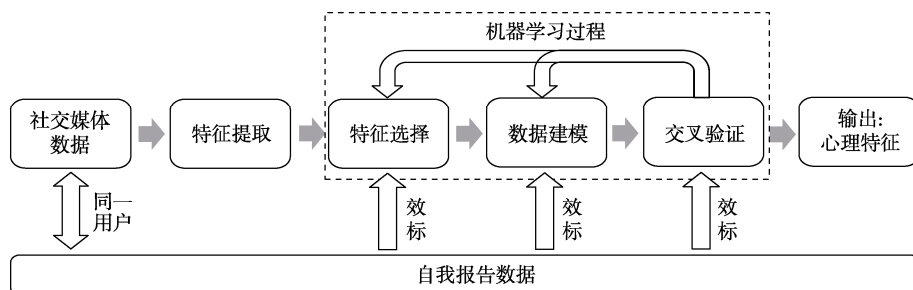 机器学习过程
社交媒体
数据
特征提取
特征选择
数据建模
交叉验证
输出:
心理特征
同一
用户
效
标
效
标
效
标
自我报告数据